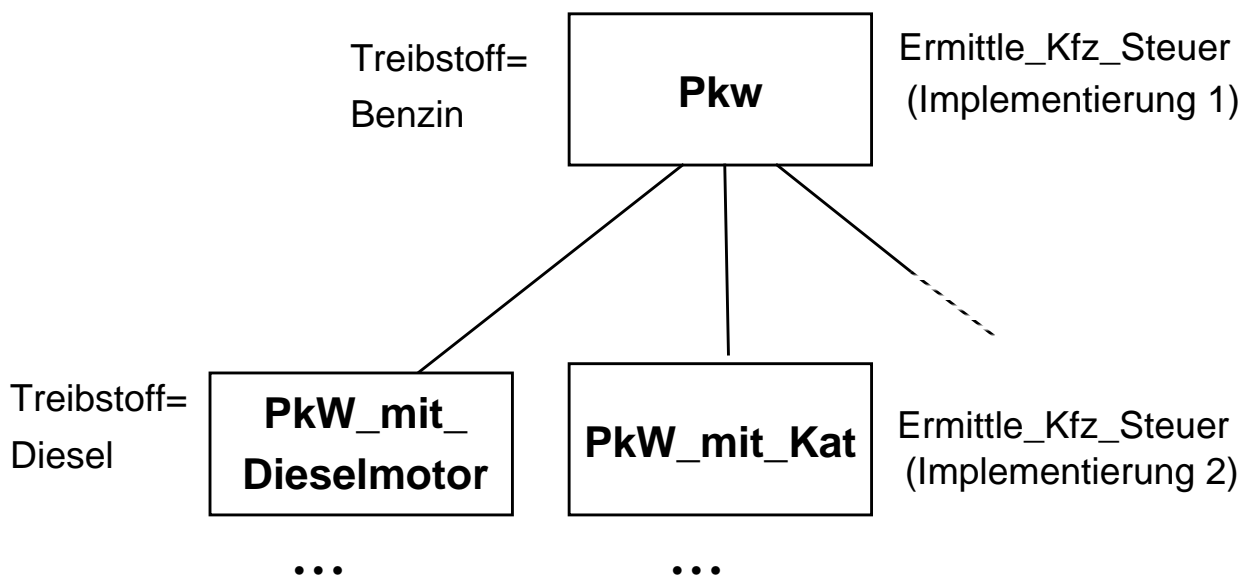 Treibstoff=
Benzin
Pkw
Ermittle_Kfz_Steuer
(Implementierung 1)
Treibstoff=
Diesel
PkW_mit_
Dieselmotor
PkW_mit_Kat
Ermittle_Kfz_Steuer
(Implementierung 2)
...
...